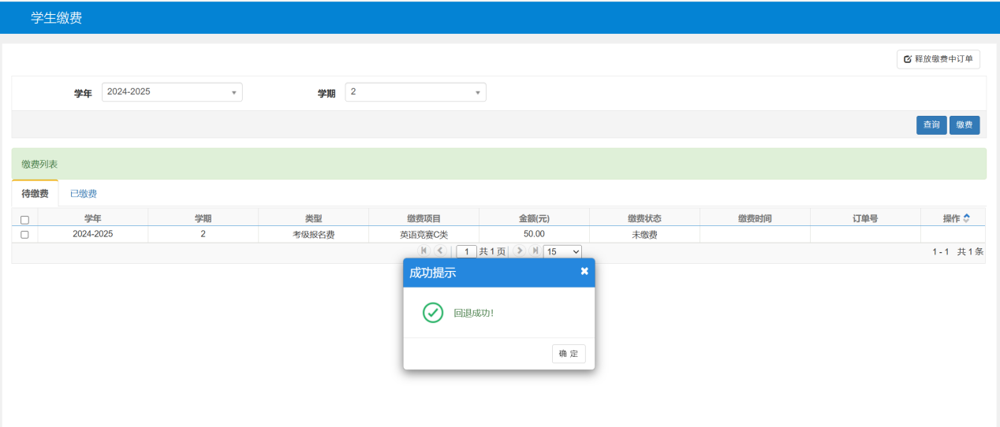 学生缴费
释放缴费中订单
学年 2024-2025 学期 2
查询 缴费
缴费列表
待缴费 已缴费
学年 学期 类型 缴费项目 金额(元) 缴费状态 缴费时间 订单号 操作
2024-2025 2 考级报名费 英语竞赛C类 50.00 未缴费
1 共 1 页 15 1 - 1 共 1 条
成功提示
回退成功!
确 定